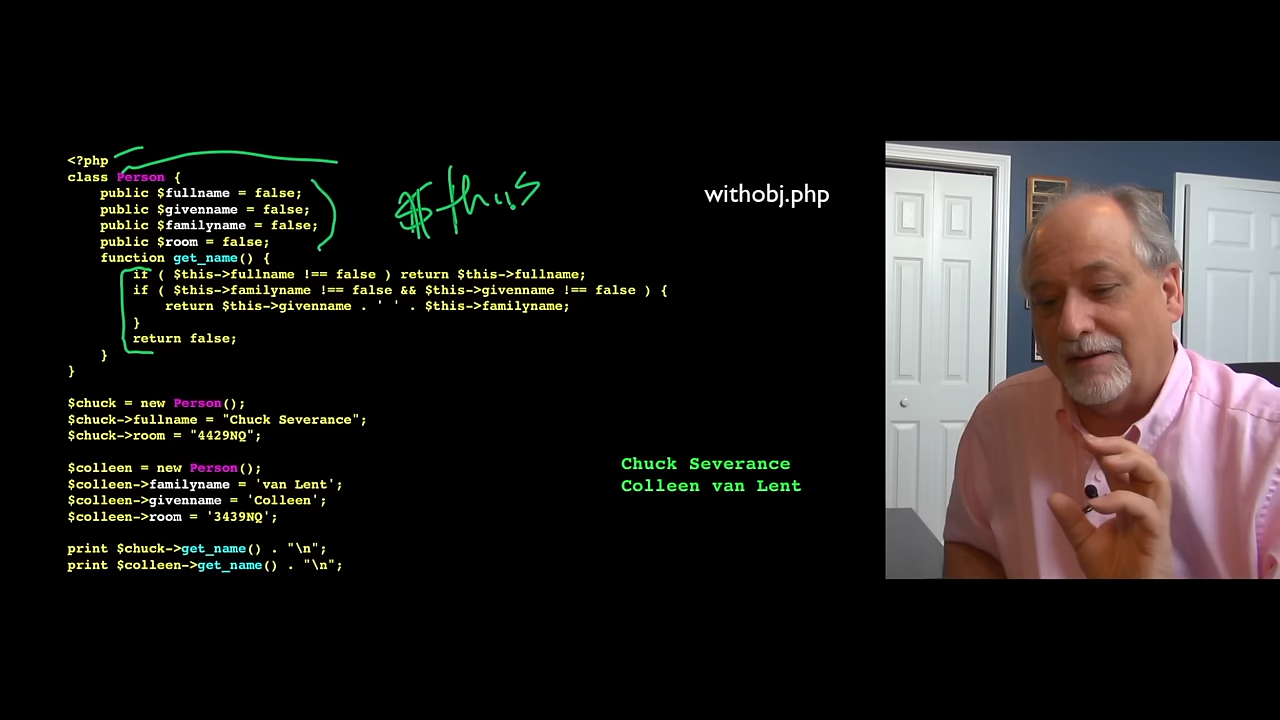 <?php
class Person {
    public $fullname = false;
    public $givenname = false;
    public $familyname = false;
    public $room = false;
    function get_name() {
        if ( $this->fullname !== false ) return $this->fullname;
        if ( $this->familyname !== false && $this->givenname !== false ) {
            return $this->givenname . ' ' . $this->familyname;
        }
        return false;
    }
}
$chuck = new Person();
$chuck->fullname = "Chuck Severance";
$chuck->room = "4429NQ";
$colleen = new Person();
$colleen->familyname = 'van Lent';
$colleen->givenname = 'Colleen';
$colleen->room = '3439NQ';
print $chuck->get_name() . "\n";
print $colleen->get_name() . "\n";
$this
withobj.php
Chuck Severance
Colleen van Lent